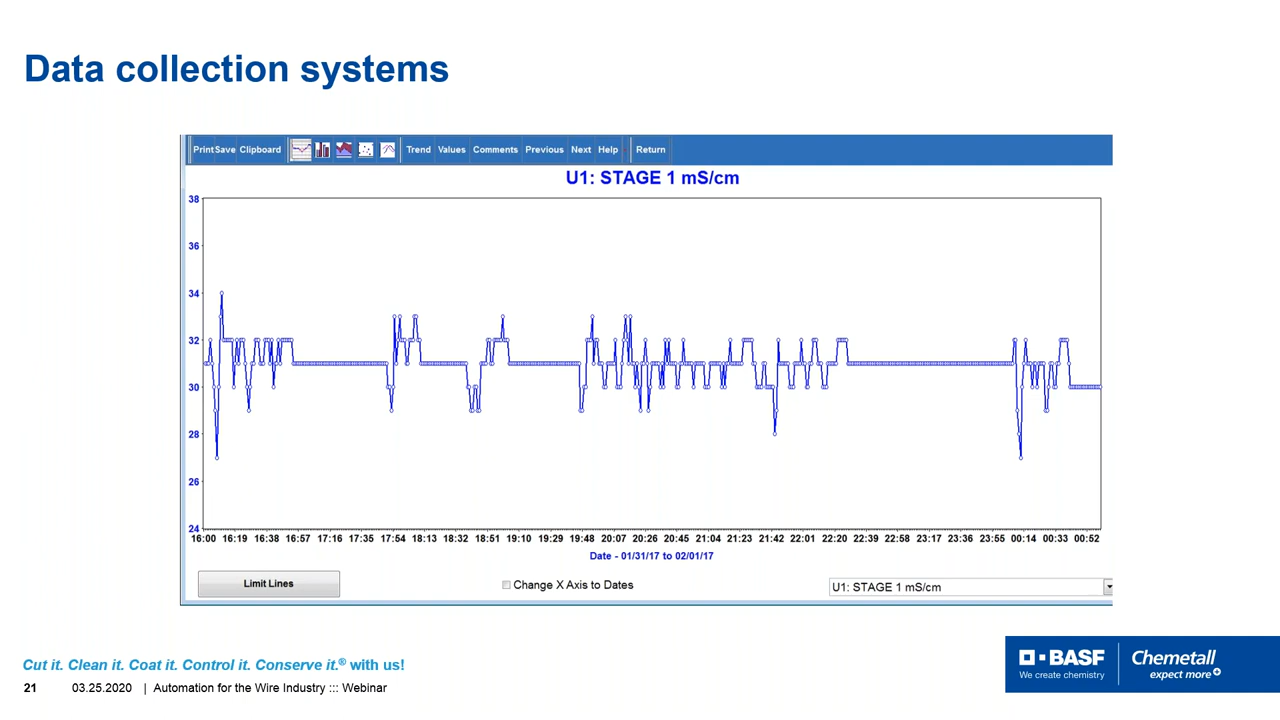 Data collection systems
Print Save Clipboard Trend Values Comments Previous Next Help Return
U1: STAGE 1 mS/cm
38
36
34
32
30
28
26
24
16:00 16:19 16:38 16:57 17:16 17:35 17:54 18:13 18:32 18:51 19:10 19:29 19:48 20:07 20:26 20:45 21:04 21:23 21:42 22:01 22:20 22:39 22:58 23:17 23:36 23:55 00:14 00:33 00:52
Date - 01/31/17 to 02/01/17
Limit Lines
Change X Axis to Dates
U1: STAGE 1 mS/cm
Cut it. Clean it. Coat it. Control it. Conserve it.® with us!
21 03.25.2020 | Automation for the Wire Industry ::: Webinar
BASF
We create chemistry
Chemetall
expect more